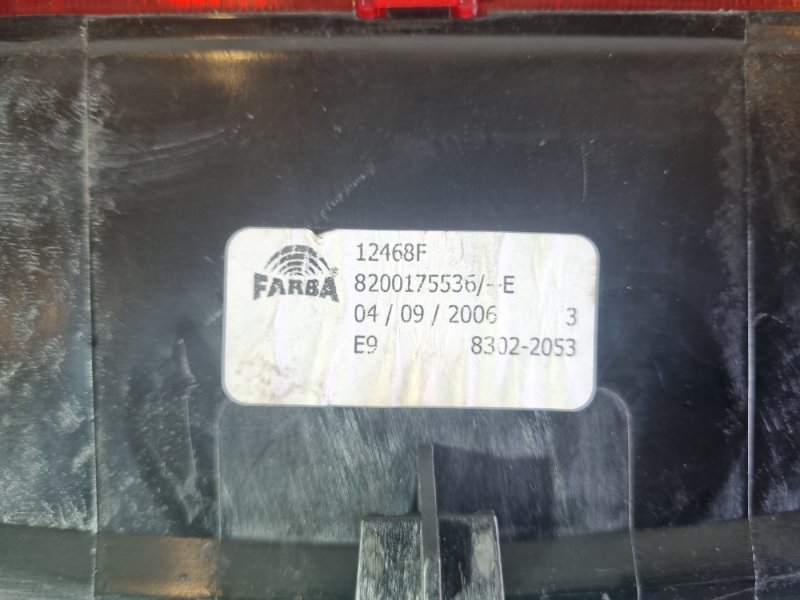 FARBA®
12468F
8200175536/--E
04/09/2006 3
E9 8302-2053